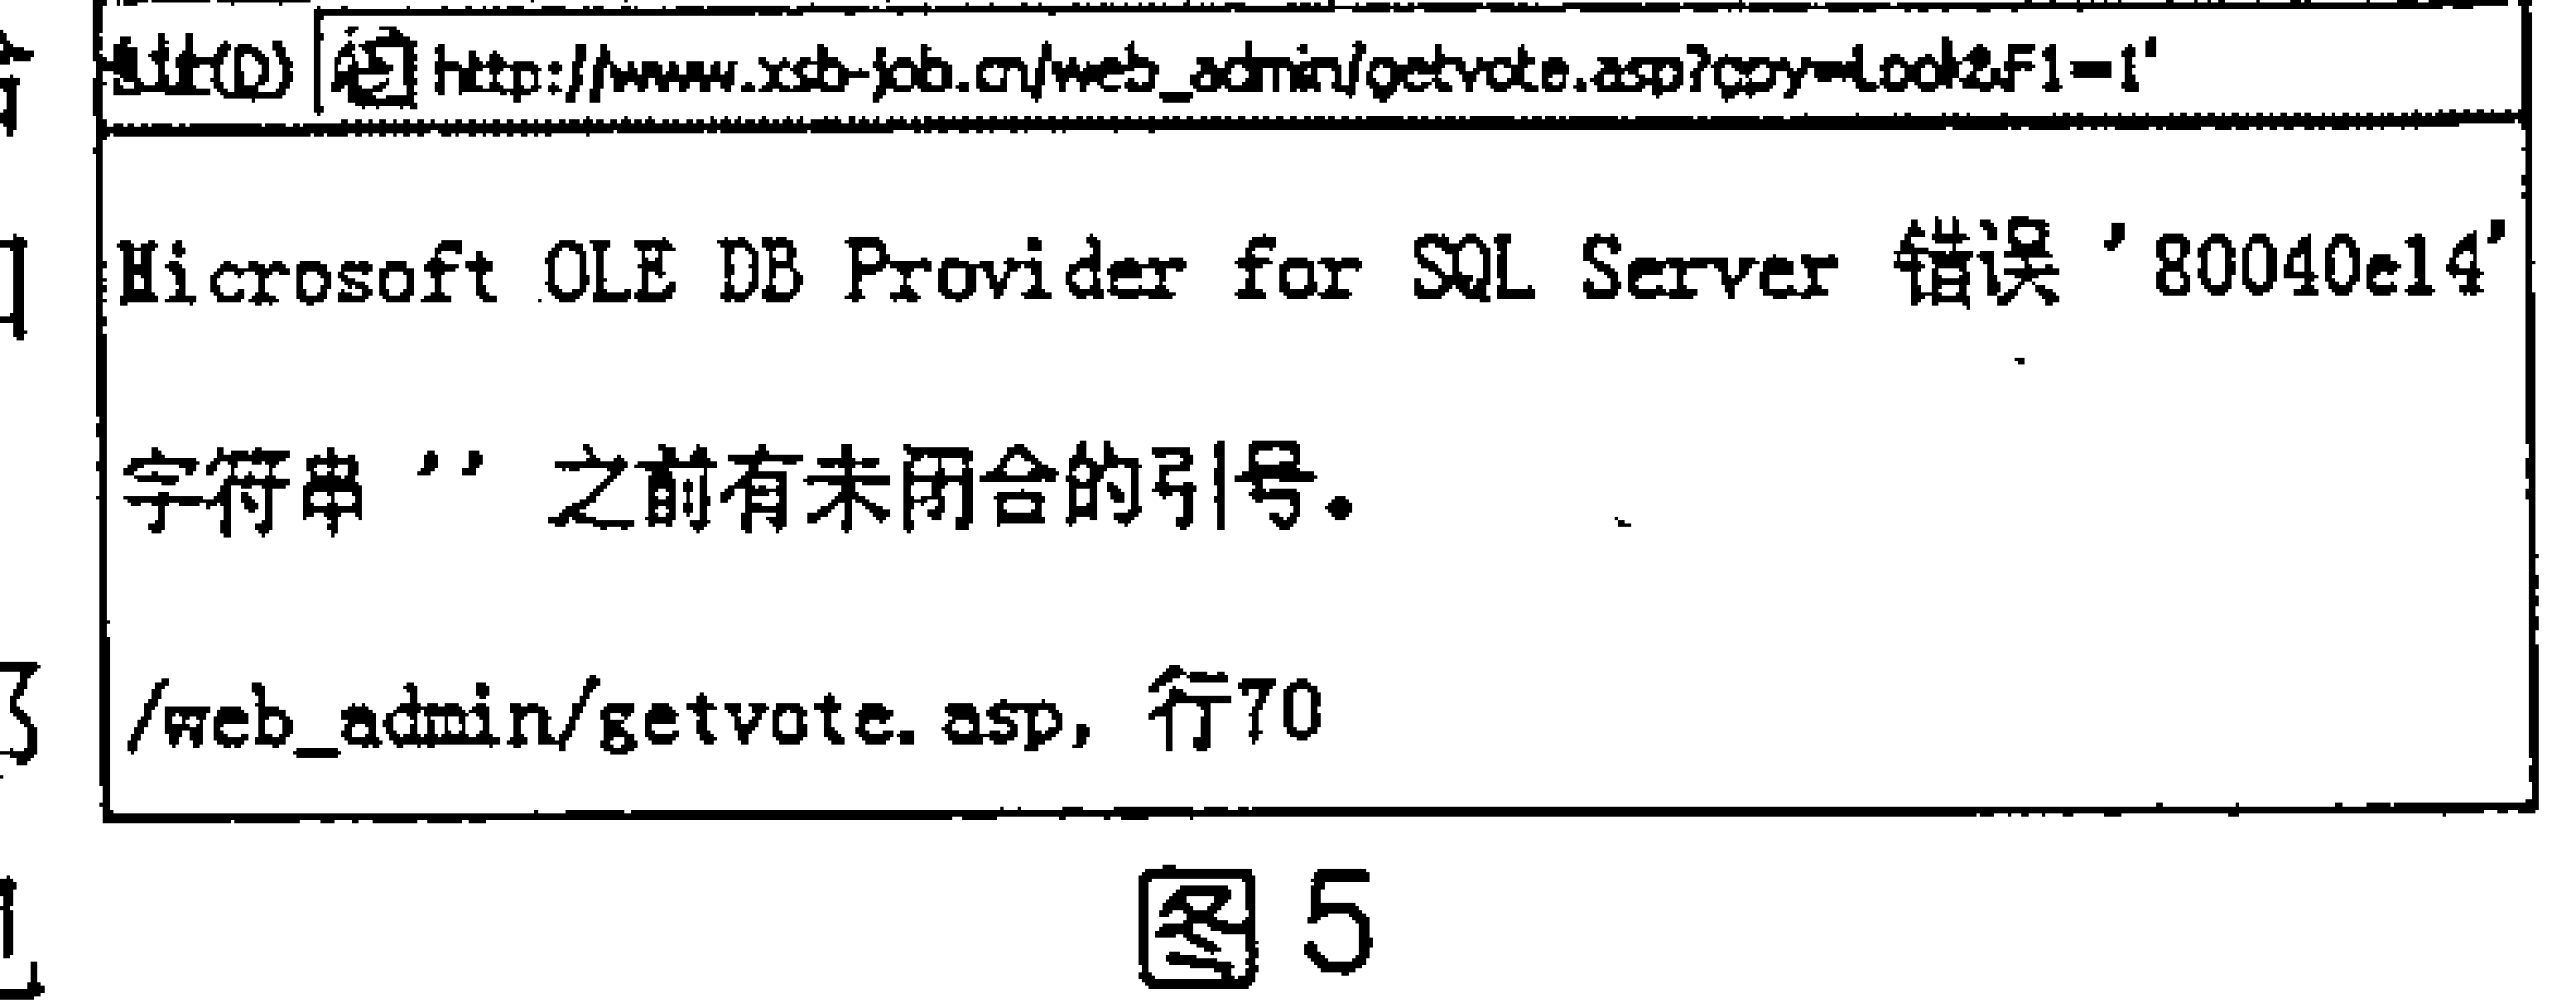 http://www.xsb-job.cn/web_admin/getvote.asp?cpy=Look&F1=1'
Microsoft OLE DB Provider for SQL Server 错误 '80040e14'
字符串 '' 之前有未闭合的引号.
/web_admin/getvote.asp, 行70
图 5